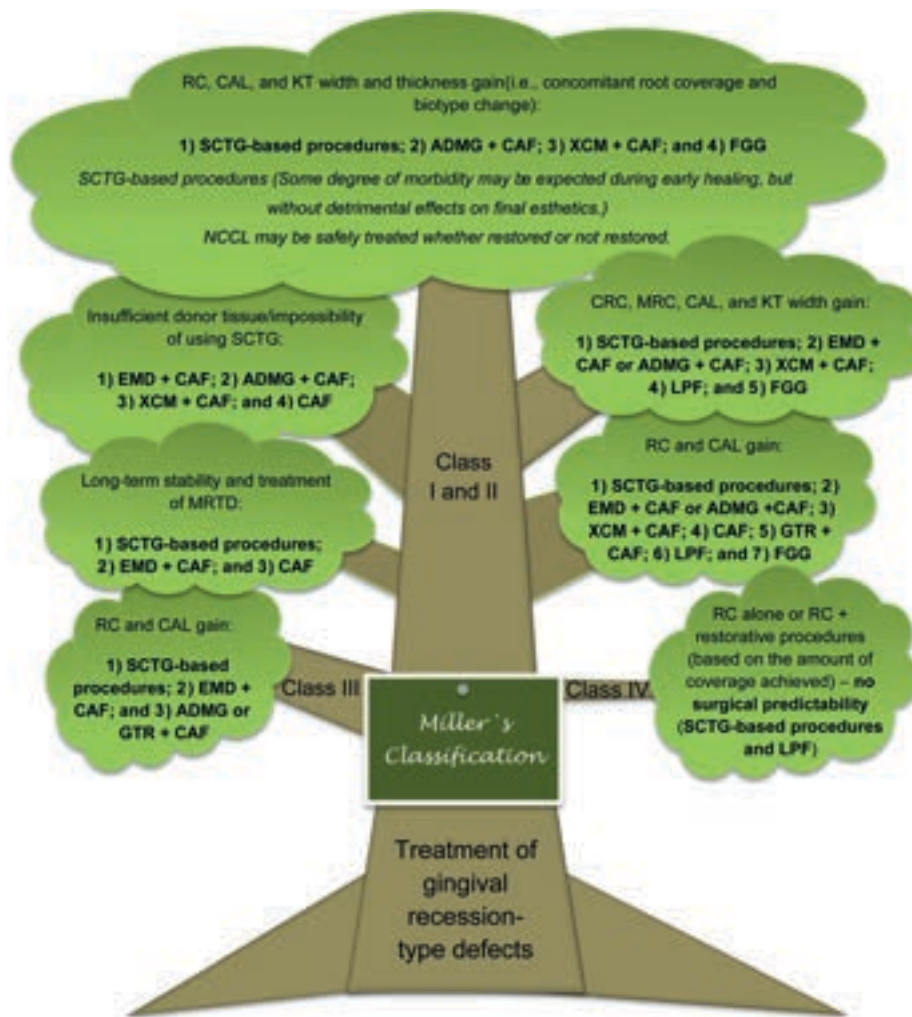 RC, CAL, and KT width and thickness gain(i.e., concomitant root coverage and
biotype change):
1) SCTG-based procedures; 2) ADMG + CAF; 3) XCM + CAF; and 4) FGG
SCTG-based procedures (Some degree of morbidity may be expected during early healing, but
without detrimental effects on final esthetics.)
NCCL may be safely treated whether restored or not restored.
Insufficient donor tissue/impossibility
of using SCTG:
1) EMD + CAF; 2) ADMG + CAF;
3) XCM + CAF; and 4) CAF
CRC, MRC, CAL, and KT width gain:
1) SCTG-based procedures; 2) EMD +
CAF or ADMG + CAF; 3) XCM + CAF;
4) LPF; and 5) FGG
Class
I and II
Long-term stability and treatment
of MRTD:
1) SCTG-based procedures;
2) EMD + CAF; and 3) CAF
RC and CAL gain:
1) SCTG-based procedures; 2)
EMD + CAF or ADMG +CAF; 3)
XCM + CAF; 4) CAF; 5) GTR +
CAF; 6) LPF; and 7) FGG
RC and CAL gain:
1) SCTG-based
procedures; 2) EMD +
CAF; and 3) ADMG or
GTR + CAF
Class III
Class IV
RC alone or RC +
restorative procedures
(based on the amount of
coverage achieved) – no
surgical predictability
(SCTG-based procedures
and LPF)
Miller`s
Classification
Treatment of
gingival
recession-
type defects